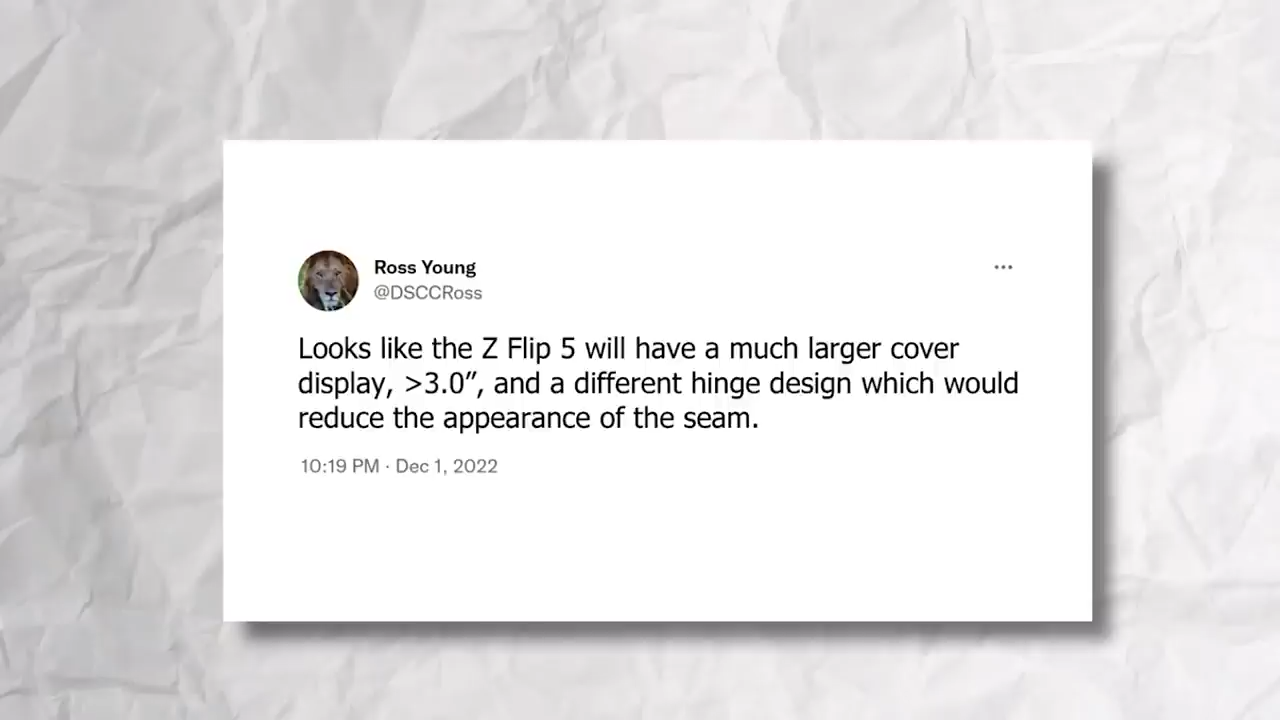 Ross Young
@DSCCRoss
Looks like the Z Flip 5 will have a much larger cover
display, >3.0″, and a different hinge design which would
reduce the appearance of the seam.
10:19 PM · Dec 1, 2022